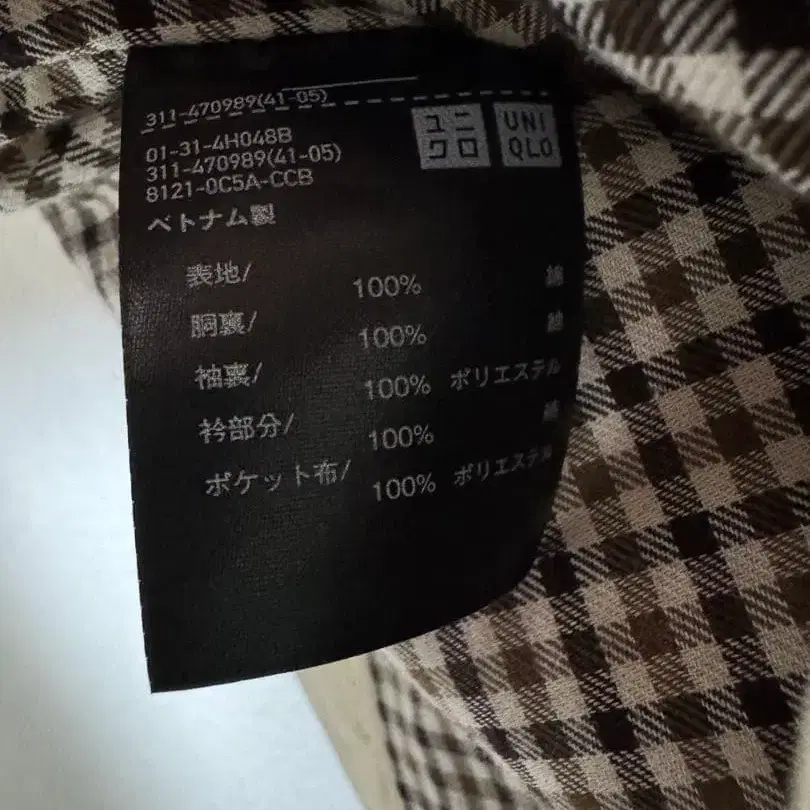 311-470989(41-05)
ユニ
クロ
UNI
QLO
01-31-4H048B
311-470989(41-05)
8121-0C5A-CCB
ベトナム製
表地/ 100% 綿
胴裏/ 100% 綿
袖裏/ 100% ポリエステル
衿部分/ 100% 綿
ポケット布/ 100% ポリエステル